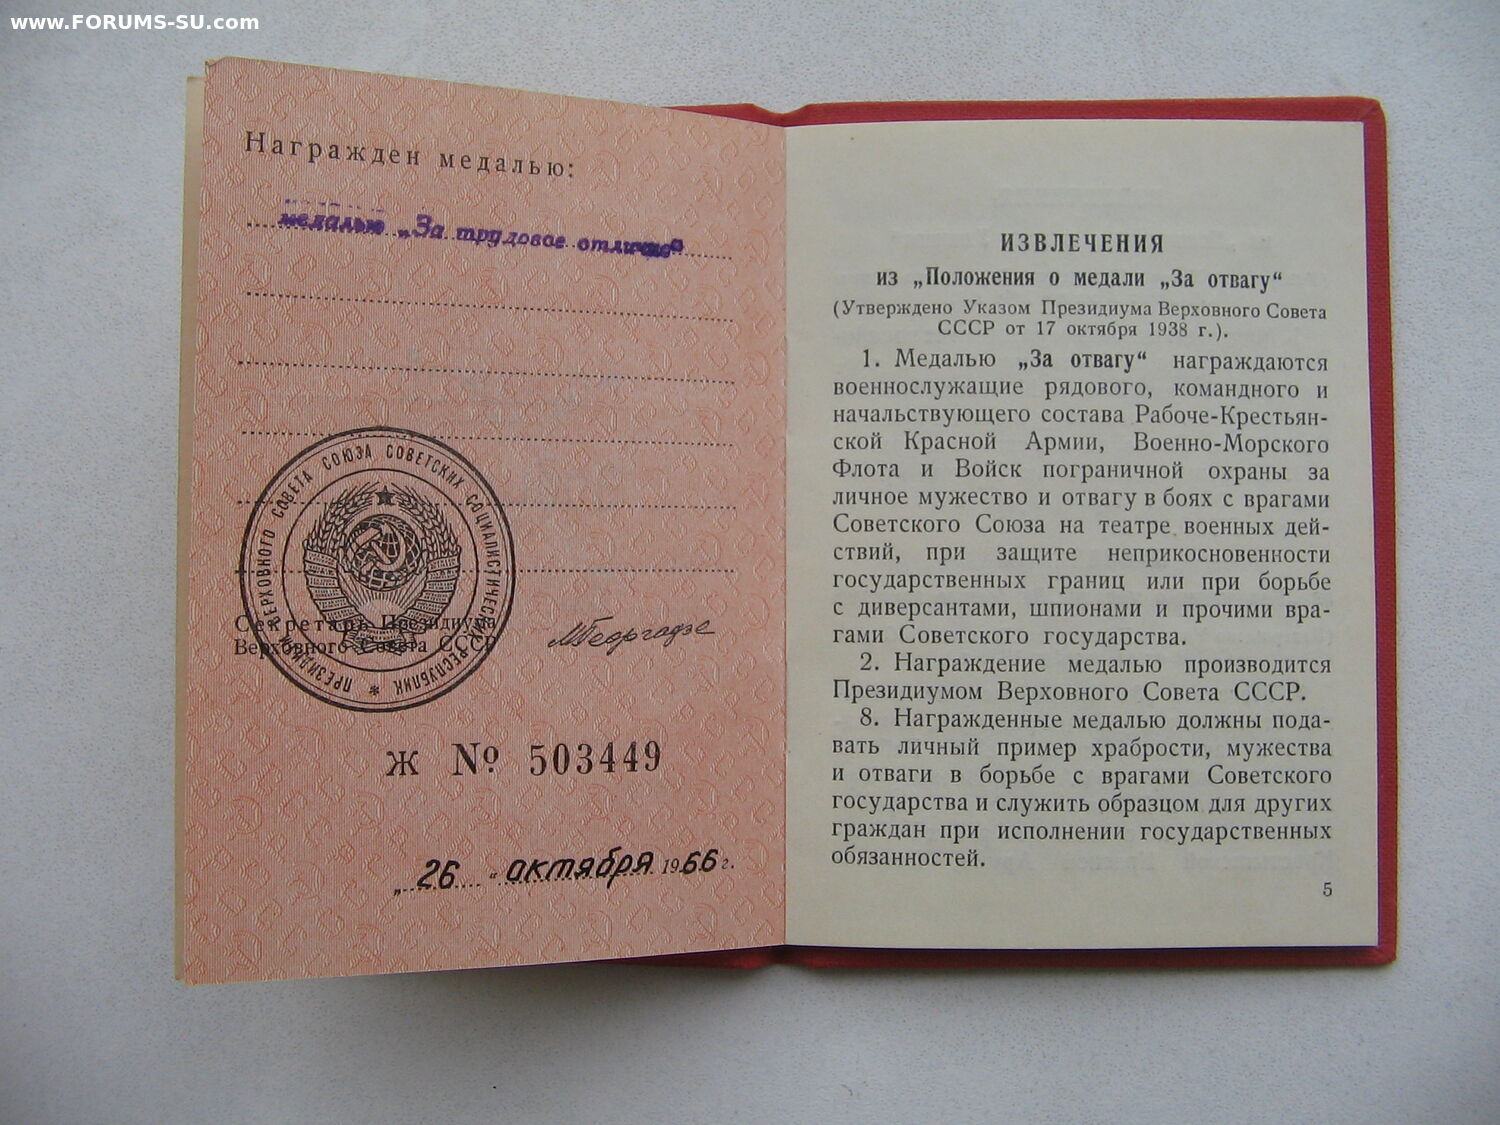 www.FORUMS-SU.com
Награжден медалью:
медалью „За трудовое отличие"
ПРЕЗИДИУМ ВЕРХОВНОГО СОВЕТА СОЮЗА СОВЕТСКИХ СОЦИАЛИСТИЧЕСКИХ РЕСПУБЛИК *
Секретарь Президиума
Верховного Совета СССР
МГеоргадзе
Ж № 503449
„ 26 “ октября 1966 г.
ИЗВЛЕЧЕНИЯ
из „Положения о медали „За отвагу“
(Утверждено Указом Президиума Верховного Совета
СССР от 17 октября 1938 г.).
1. Медалью „За отвагу“ награждаются
военнослужащие рядового, командного и
начальствующего состава Рабоче-Крестьян-
ской Красной Армии, Военно-Морского
Флота и Войск пограничной охраны за
личное мужество и отвагу в боях с врагами
Советского Союза на театре военных дей-
ствий, при защите неприкосновенности
государственных границ или при борьбе
с диверсантами, шпионами и прочими вра-
гами Советского государства.
2. Награждение медалью производится
Президиумом Верховного Совета СССР.
8. Награжденные медалью должны пода-
вать личный пример храбрости, мужества
и отваги в борьбе с врагами Советского
государства и служить образцом для других
граждан при исполнении государственных
обязанностей.
5